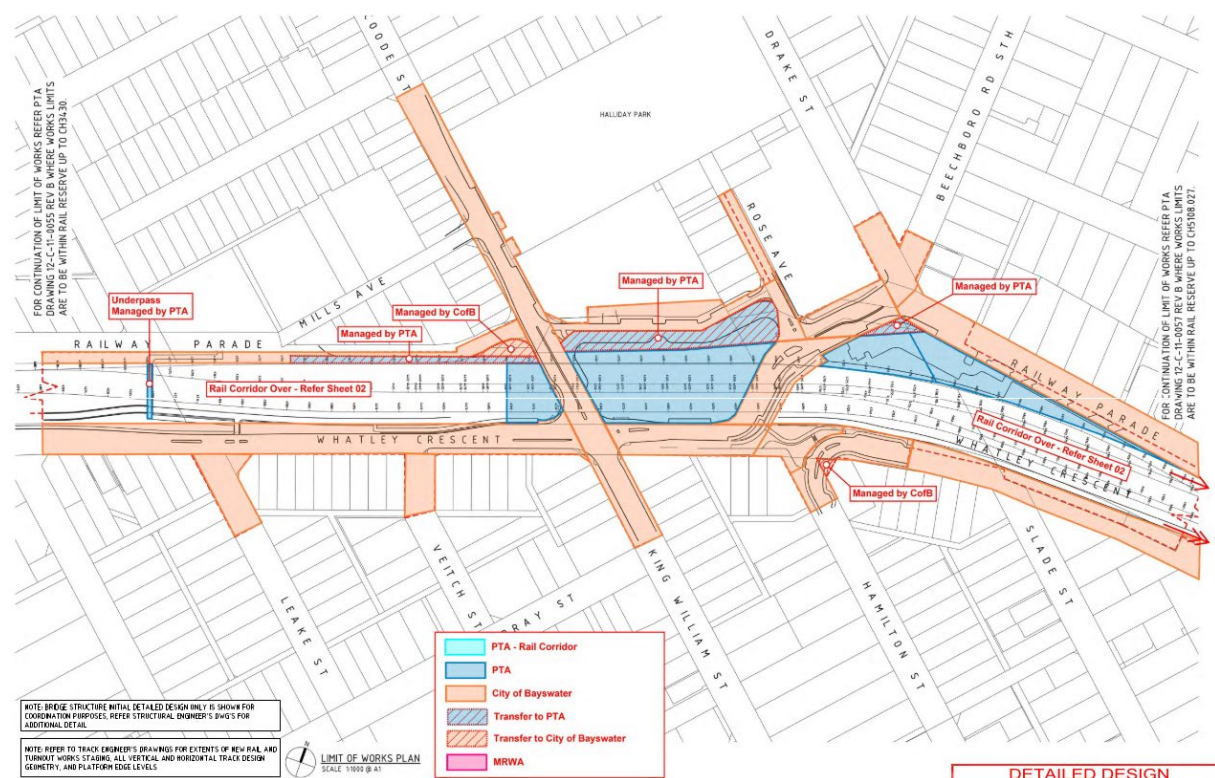 OODE ST
DRAKE ST
BEECHBORO RD STH
HALLIDAY PARK
FOR CONTINUATION OF LIMIT OF WORKS REFER PTA
DRAWING 12-C-11-0055 REV B WHERE WORKS LIMITS
ARE TO BE WITHIN RAIL RESERVE UP TO CH3430.
FOR CONTINUATION OF LIMIT OF WORKS REFER PTA
DRAWING 12-C-11-0057 REV B WHERE WORKS LIMITS
ARE TO BE WITHIN RAIL RESERVE UP TO CH5108.027.
ROSE AVE
Managed by PTA
Managed by PTA
Underpass
Managed by PTA
MILLS AVE
Managed by CofB
Managed by PTA
RAILWAY PARADE
RAILWAY PARADE
Rail Corridor Over - Refer Sheet 02
Rail Corridor Over - Refer Sheet 02
WHATLEY CRESCENT
WHATLEY CRESCENT
Managed by CofB
LEAKE ST
VEITCH ST
RAY ST
KING WILLIAM ST
HAMILTON ST
SLADE ST
PTA - Rail Corridor
PTA
City of Bayswater
Transfer to PTA
Transfer to City of Bayswater
MRWA
NOTE: BRIDGE STRUCTURE INITIAL DETAILED DESIGN ONLY IS SHOWN FOR
COORDINATION PURPOSES, REFER STRUCTURAL ENGINEER'S DWG'S FOR
ADDITIONAL DETAIL
NOTE: REFER TO TRACK ENGINEER'S DRAWINGS FOR EXTENTS OF NEW RAIL AND
TURNOUT WORKS STAGING, ALL VERTICAL AND HORIZONTAL TRACK DESIGN
GEOMETRY, AND PLATFORM EDGE LEVELS
LIMIT OF WORKS PLAN
SCALE 1:1000 @ A1
DETAILED DESIGN